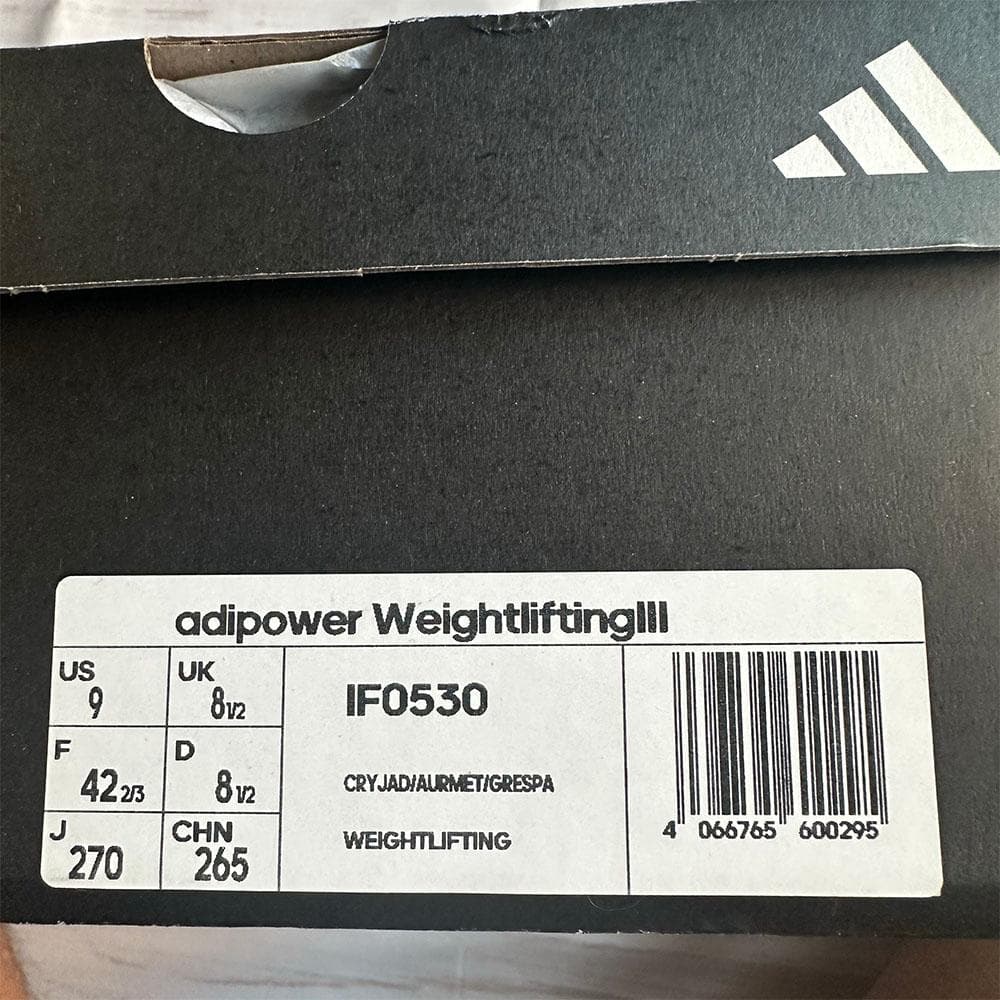 adipower WeightliftingIII
US
9
UK
8 1/2
F
42 2/3
D
8 1/2
J
270
CHN
265
IF0530
CRYJAD/AURMET/GRESPA
WEIGHTLIFTING
4 066765 600295